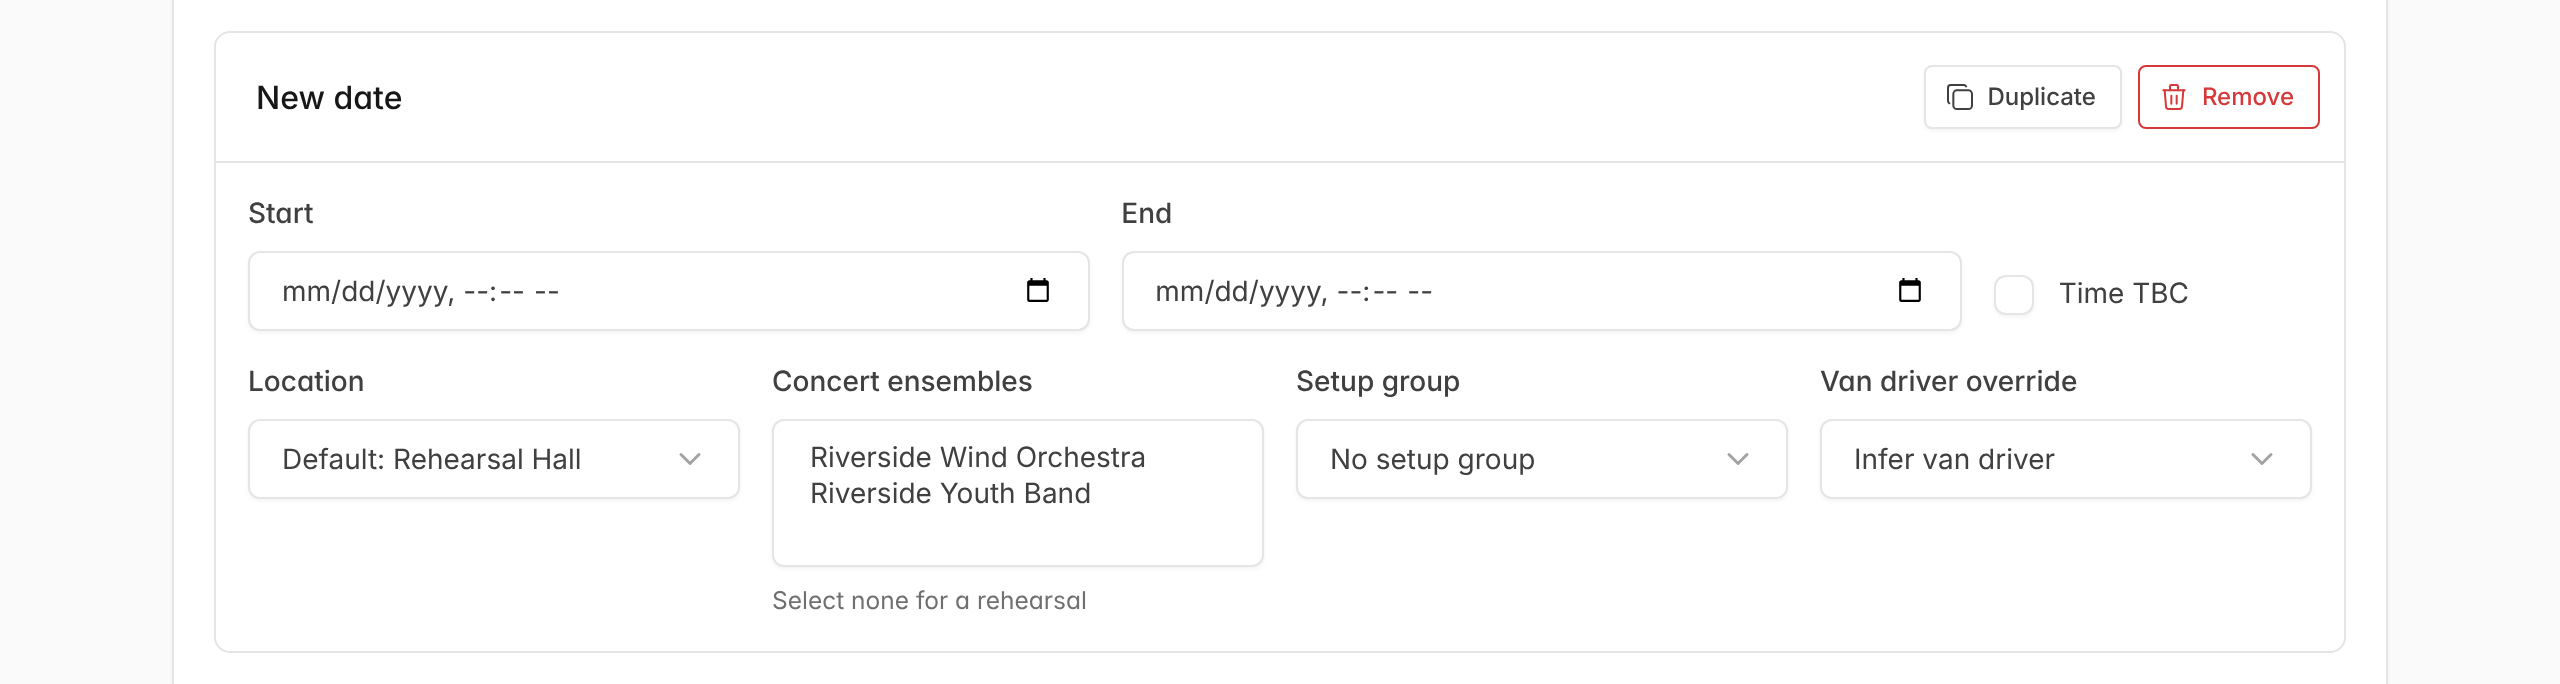 New date
Duplicate
Remove
Start
End
mm/dd/yyyy, --:-- --
mm/dd/yyyy, --:-- --
Time TBC
Location
Concert ensembles
Setup group
Van driver override
Default: Rehearsal Hall
Riverside Wind Orchestra
Riverside Youth Band
No setup group
Infer van driver
Select none for a rehearsal